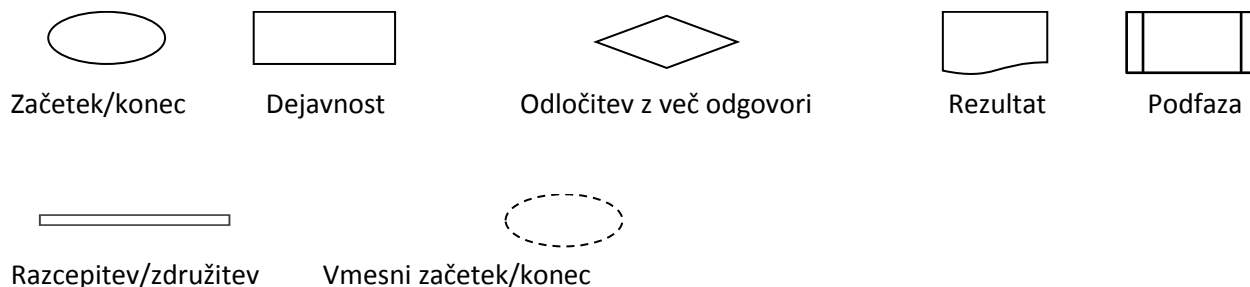 Začetek/konec Dejavnost Odločitev z več odgovori Rezultat Podfaza
Razcepitev/združitev Vmesni začetek/konec